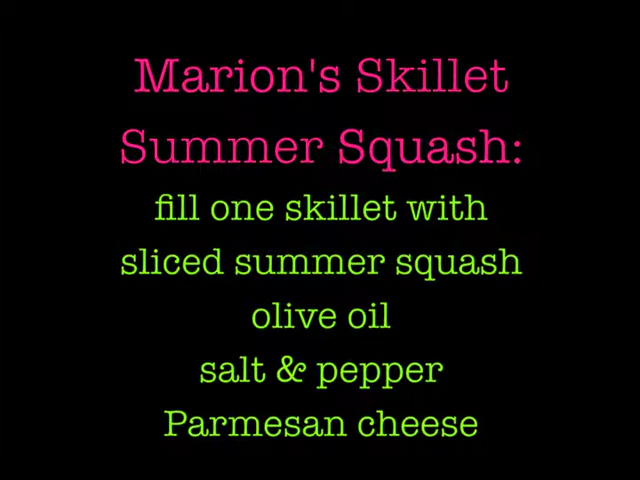 Marion's Skillet
Summer Squash:
fill one skillet with
sliced summer squash
olive oil
salt & pepper
Parmesan cheese